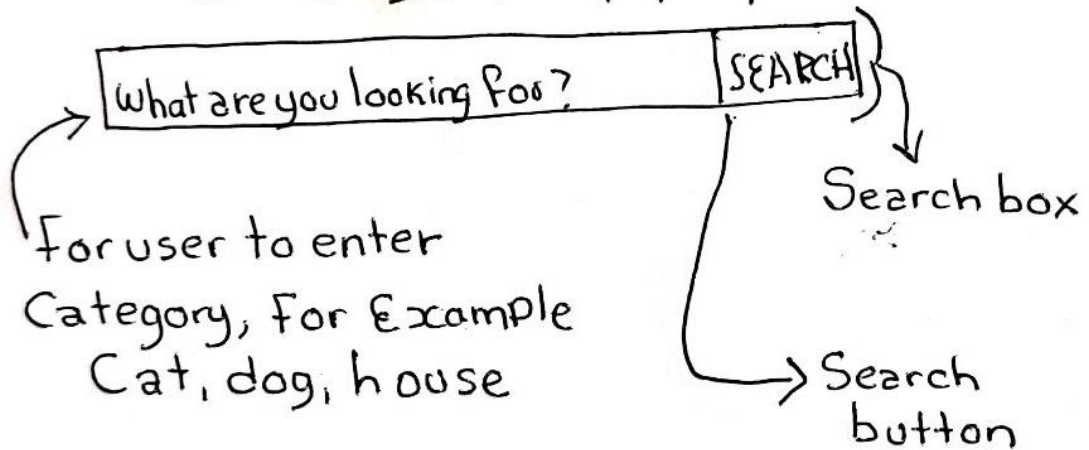 What are you looking foo?
SEARCH
Search box
For user to enter
Category, For Example
Cat, dog, house
Search
button